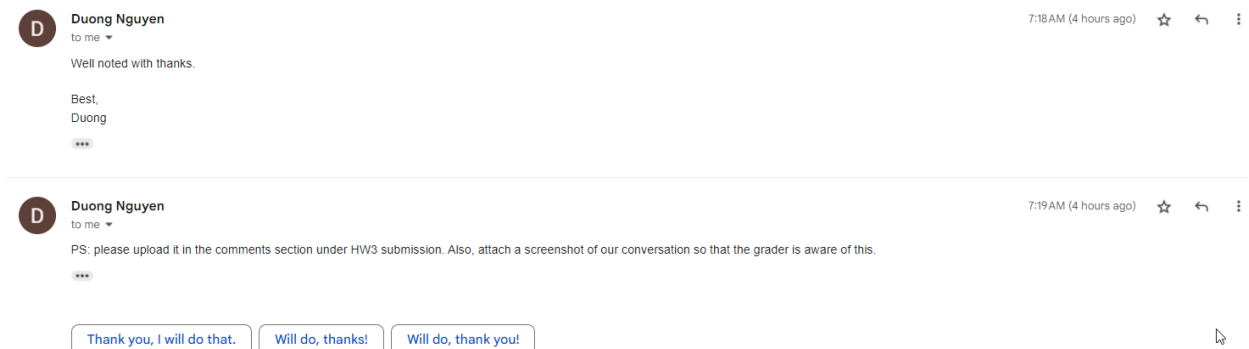 D
Duong Nguyen
7:18 AM (4 hours ago)
to me
Well noted with thanks.
Best,
Duong
D
Duong Nguyen
7:19 AM (4 hours ago)
to me
PS: please upload it in the comments section under HW3 submission. Also, attach a screenshot of our conversation so that the grader is aware of this.
Thank you, I will do that.
Will do, thanks!
Will do, thank you!